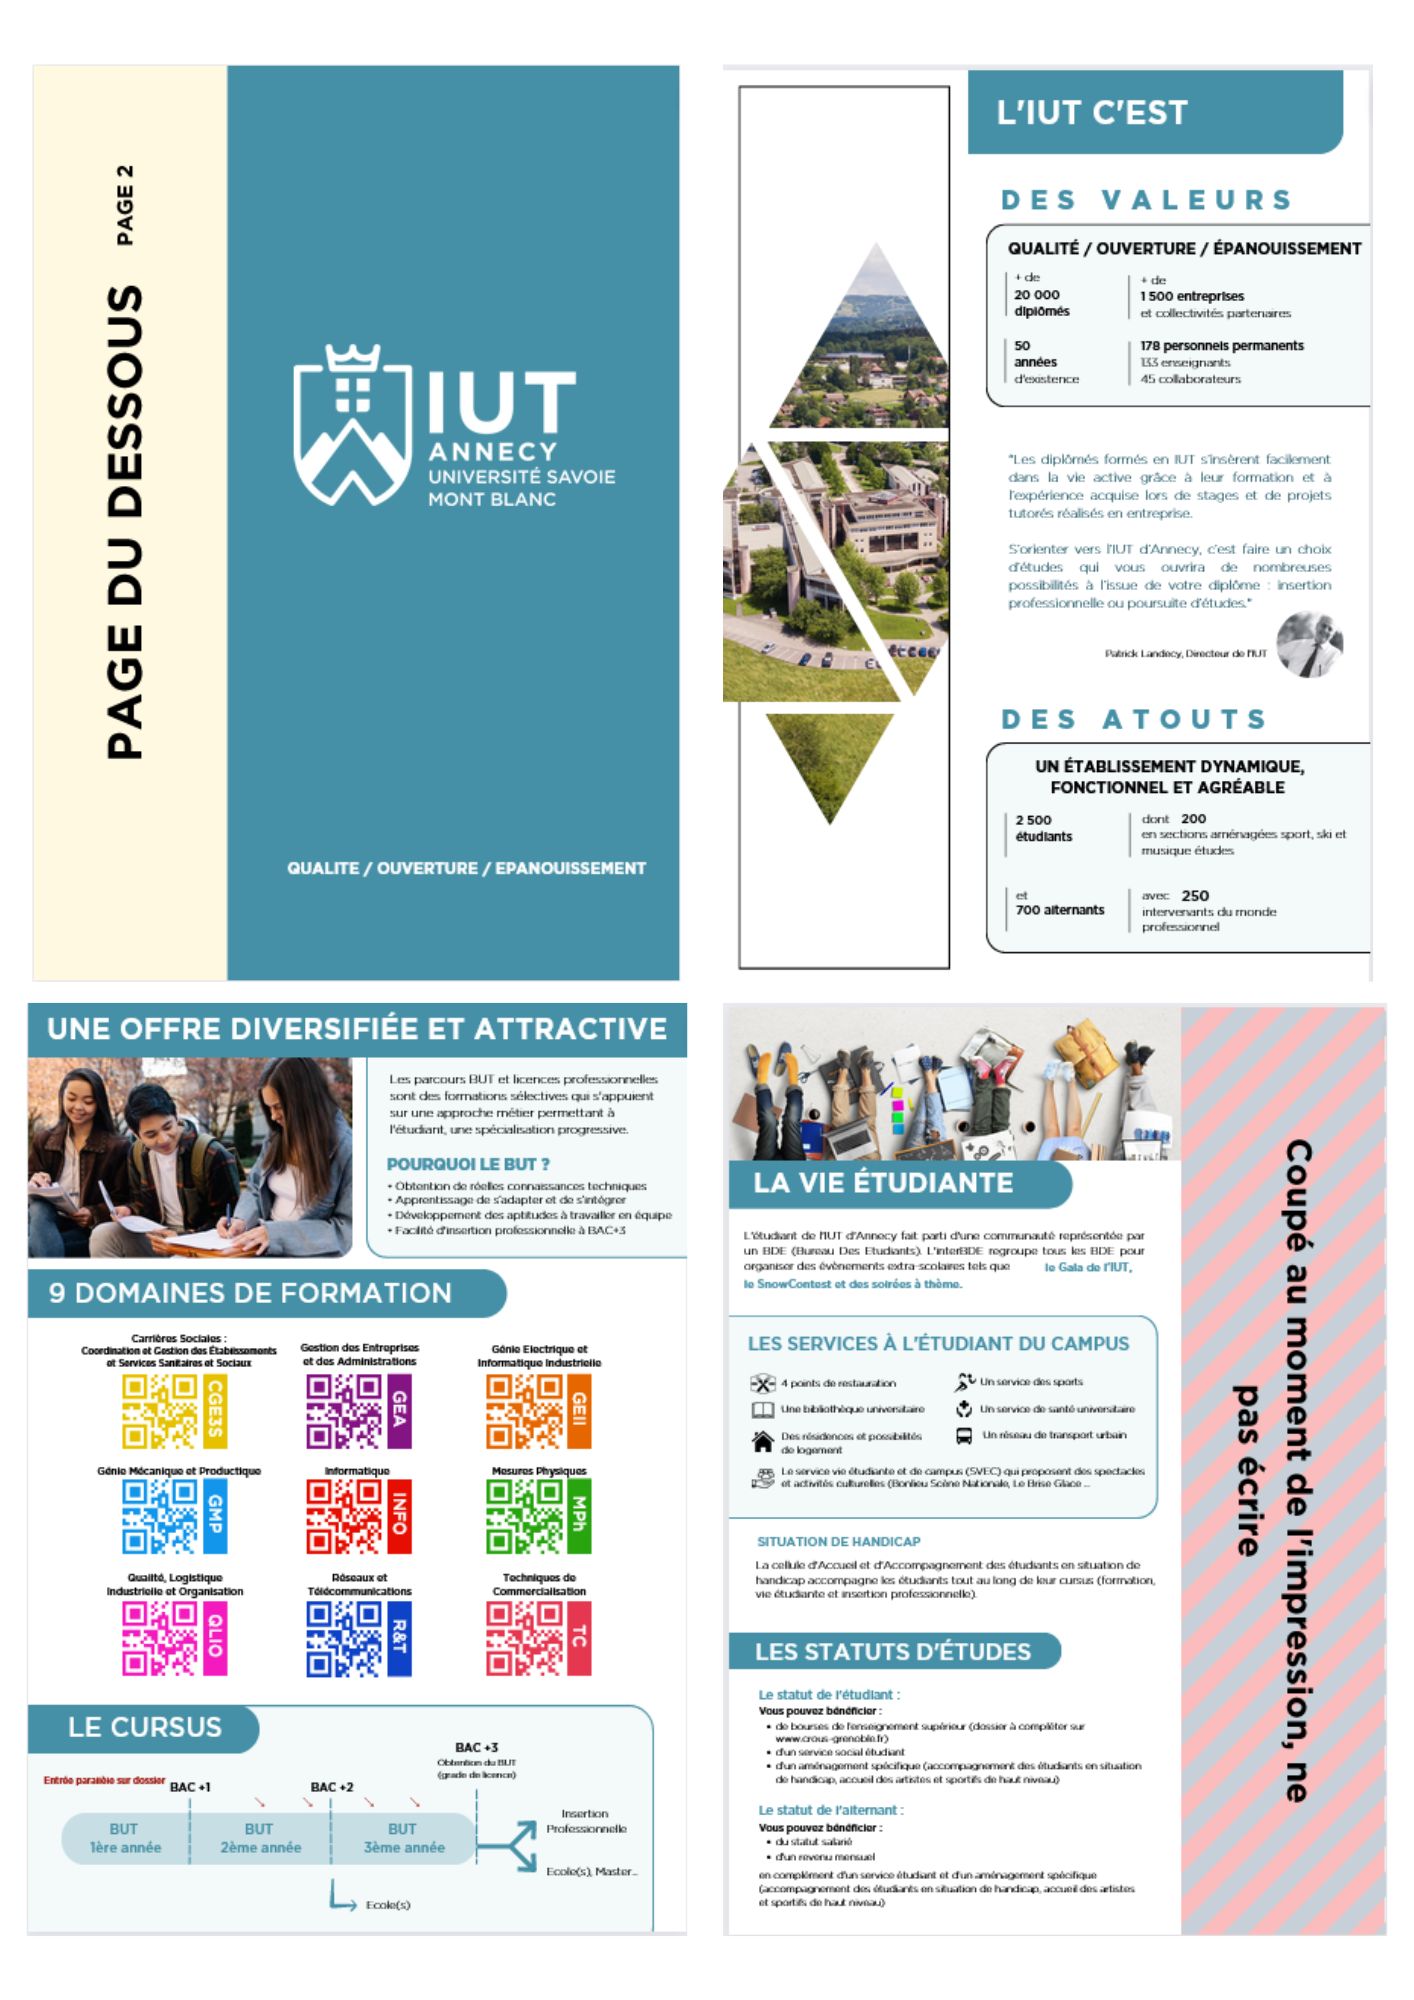 PAGE DU DESSOUS PAGE 2
IUT
ANNECY
UNIVERSITÉ SAVOIE
MONT BLANC
QUALITE / OUVERTURE / EPANOUISSEMENT
L'IUT C'EST
DES VALEURS
QUALITÉ / OUVERTURE / ÉPANOUISSEMENT
+ de
20 000
diplômés
+ de
1 500 entreprises
et collectivités partenaires
50
années
d'existence
178 personnels permanents
133 enseignants
45 collaborateurs
"Les diplômés formés en IUT s'insèrent facilement
dans la vie active grâce à leur formation et à
l'expérience acquise lors de stages et de projets
tutorés réalisés en entreprise.
S'orienter vers l'IUT d'Annecy, c'est faire un choix
d'études qui vous ouvrira de nombreuses
possibilités à l'issue de votre diplôme : insertion
professionnelle ou poursuite d'études."
Patrick Landecy, Directeur de l'IUT
DES ATOUTS
UN ÉTABLISSEMENT DYNAMIQUE,
FONCTIONNEL ET AGRÉABLE
2 500
étudiants
dont 200
en sections aménagées sport, ski et
musique études
et
700 alternants
avec 250
intervenants du monde
professionnel
UNE OFFRE DIVERSIFIÉE ET ATTRACTIVE
Les parcours BUT et licences professionnelles
sont des formations sélectives qui s'appuient
sur une approche métier permettant à
l'étudiant, une spécialisation progressive.
POURQUOI LE BUT ?
• Obtention de réelles connaissances techniques
• Apprentissage de s'adapter et de s'intégrer
• Développement des aptitudes à travailler en équipe
• Facilité d'insertion professionnelle à BAC+3
9 DOMAINES DE FORMATION
Carrières Sociales :
Coordination et Gestion des Établissements
et Services Sanitaires et Sociaux
CGE3S
Gestion des Entreprises
et des Administrations
GEA
Génie Electrique et
Informatique Industrielle
GEII
Génie Mécanique et Productique
GMP
Informatique
INFO
Mesures Physiques
MPh
Qualité, Logistique
Industrielle et Organisation
QLIO
Réseaux et
Télécommunications
R&T
Techniques de
Commercialisation
TC
LE CURSUS
Entrée parallèle sur dossier
BAC +1
BAC +2
BAC +3
Obtention du BUT
(grade de licence)
BUT
1ère année
BUT
2ème année
BUT
3ème année
Insertion
Professionnelle
Ecole(s), Master...
Ecole(s)
LA VIE ÉTUDIANTE
L'étudiant de l'IUT d'Annecy fait parti d'une communauté représentée par
un BDE (Bureau Des Etudiants). L'interBDE regroupe tous les BDE pour
organiser des évènements extra-scolaires tels que le Gala de l'IUT,
le SnowContest et des soirées à thème.
LES SERVICES À L'ÉTUDIANT DU CAMPUS
4 points de restauration
Un service des sports
Une bibliothèque universitaire
Un service de santé universitaire
Des résidences et possibilités
de logement
Un réseau de transport urbain
Le service vie étudiante et de campus (SVEC) qui proposent des spectacles
et activités culturelles (Bonlieu Scène Nationale, Le Brise Glace ...
SITUATION DE HANDICAP
La cellule d'Accueil et d'Accompagnement des étudiants en situation de
handicap accompagne les étudiants tout au long de leur cursus (formation,
vie étudiante et insertion professionnelle).
LES STATUTS D'ÉTUDES
Le statut de l'étudiant :
Vous pouvez bénéficier :
• de bourses de l'enseignement supérieur (dossier à compléter sur
www.crous-grenoble.fr)
• d'un service social étudiant
• d'un aménagement spécifique (accompagnement des étudiants en situation
de handicap, accueil des artistes et sportifs de haut niveau)
Le statut de l'alternant :
Vous pouvez bénéficier :
• du statut salarié
• d'un revenu mensuel
en complément d'un service étudiant et d'un aménagement spécifique
(accompagnement des étudiants en situation de handicap, accueil des artistes
et sportifs de haut niveau)
Coupé au moment de l'impression, ne
pas écrire